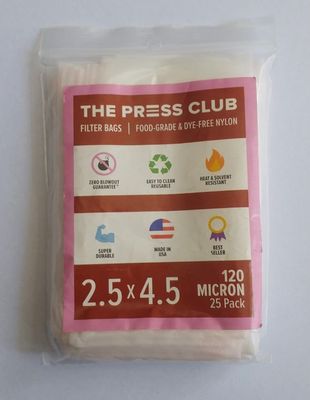 THE PRESS CLUB
FILTER BAGS | FOOD-GRADE & DYE-FREE NYLON
ZERO BLOWOUT
GUARANTEE™
EASY TO CLEAN
REUSABLE
HEAT & SOLVENT
RESISTANT
SUPER
DURABLE
MADE IN
USA
BEST
SELLER
2.5 x 4.5
120
MICRON
25 Pack